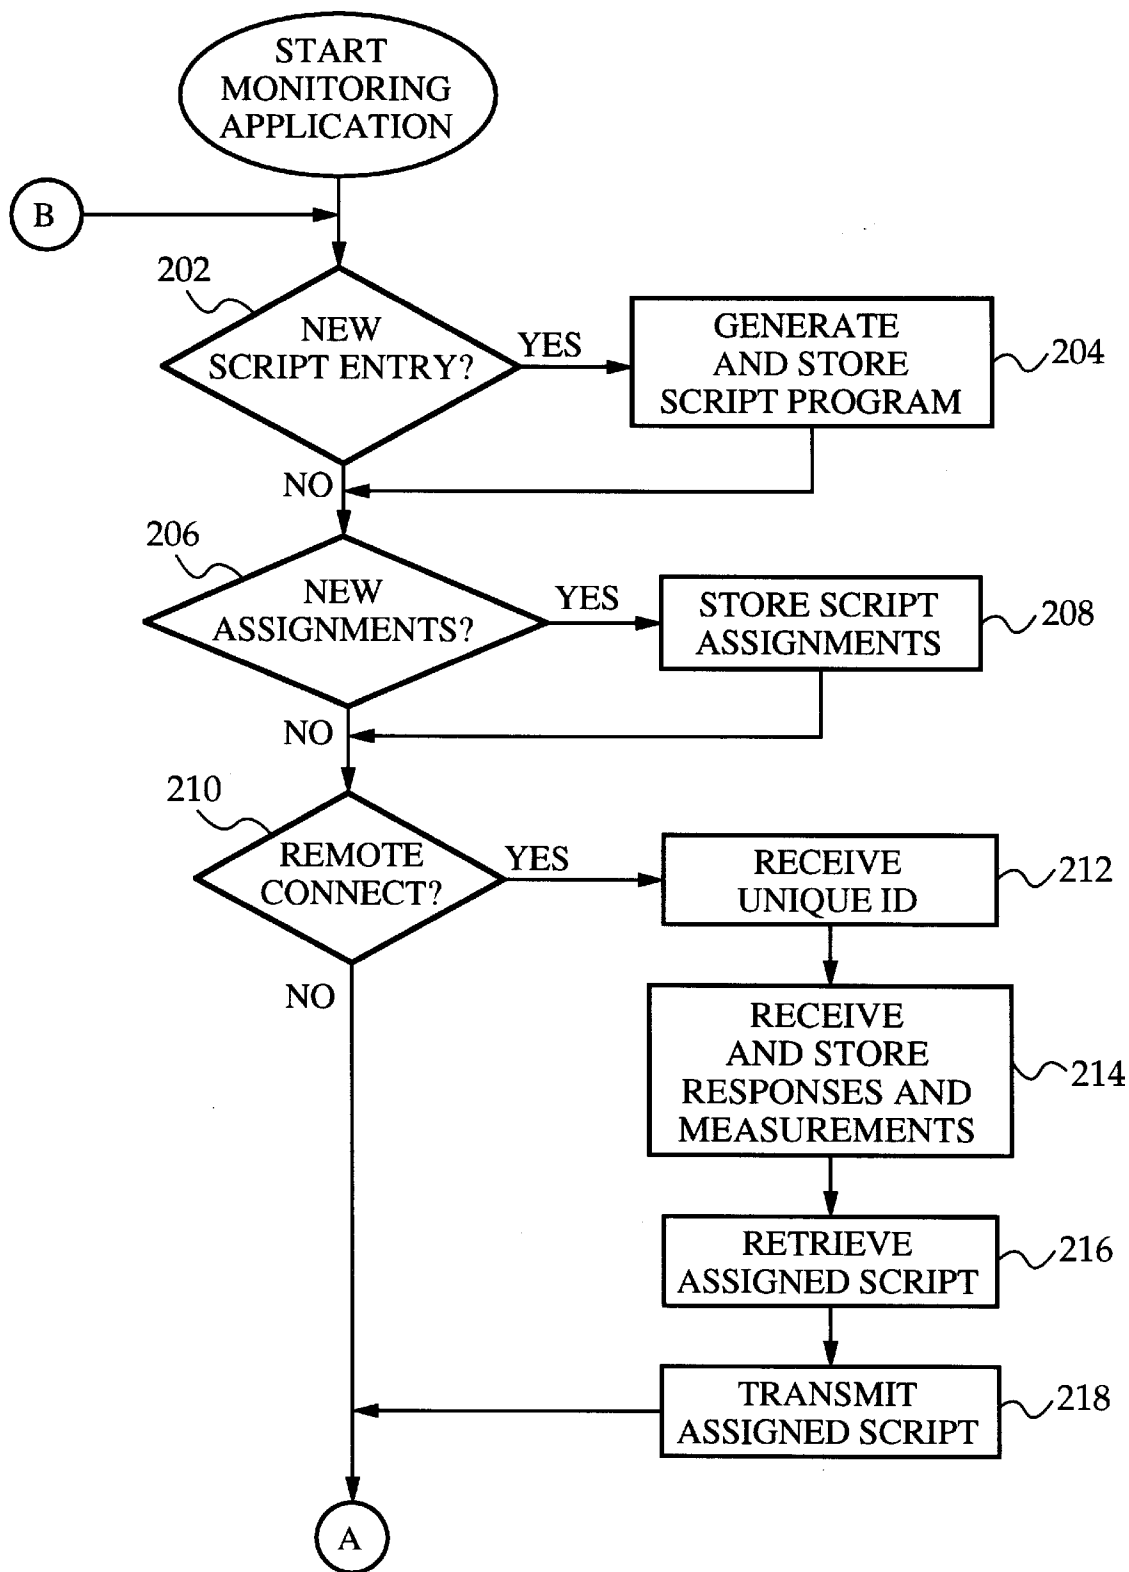 START
MONITORING
APPLICATION
B
202
NEW
SCRIPT ENTRY?
YES
GENERATE
AND STORE
SCRIPT PROGRAM
204
NO
206
NEW
ASSIGNMENTS?
YES
STORE SCRIPT
ASSIGNMENTS
208
NO
210
REMOTE
CONNECT?
YES
RECEIVE
UNIQUE ID
212
NO
RECEIVE
AND STORE
RESPONSES AND
MEASUREMENTS
214
RETRIEVE
ASSIGNED SCRIPT
216
TRANSMIT
ASSIGNED SCRIPT
218
A